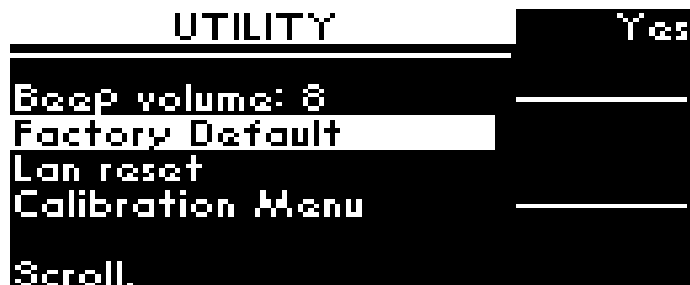 UTILITY
Yes
Beep volume: 8
Factory Default
Lan reset
Calibration Menu
Scroll.